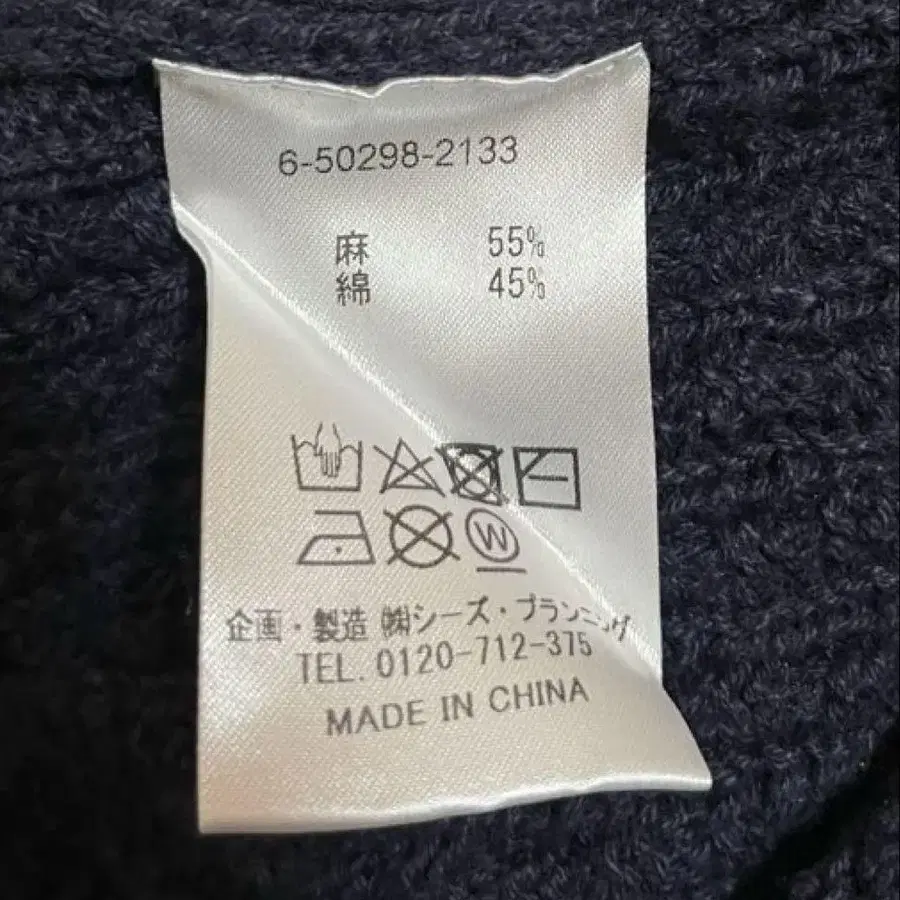 6-50298-2133
麻 55%
綿 45%
W
企画・製造 ㈱シーズ・プランニング
TEL. 0120-712-375
MADE IN CHINA